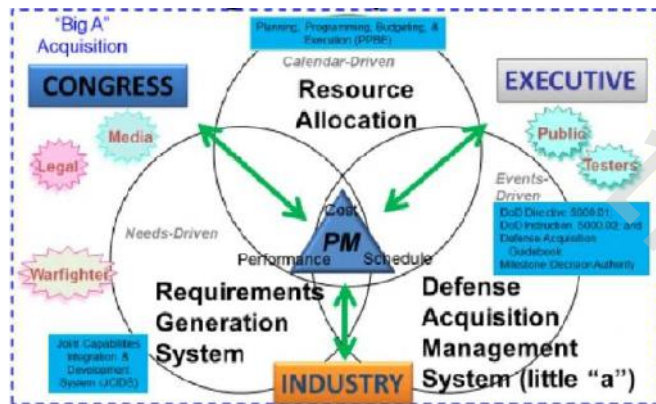 "Big A"
Acquisition
Planning, Programming, Budgeting, &
Execution (PPBE)
Calendar-Driven
CONGRESS
Resource
Allocation
EXECUTIVE
Media
Legal
Public
Testers
Events-
Driven
Needs-Driven
Cost
PM
Performance
Schedule
DoD Directive 5000.01;
DoD Instruction 5000.02; and
Defense Acquisition
Guidebook
Milestone Decision Authority
Warfighter
Requirements
Generation
System
Defense
Acquisition
Management
System (little "a")
Joint Capabilities
Integration &
Development
System (JCIDS)
INDUSTRY